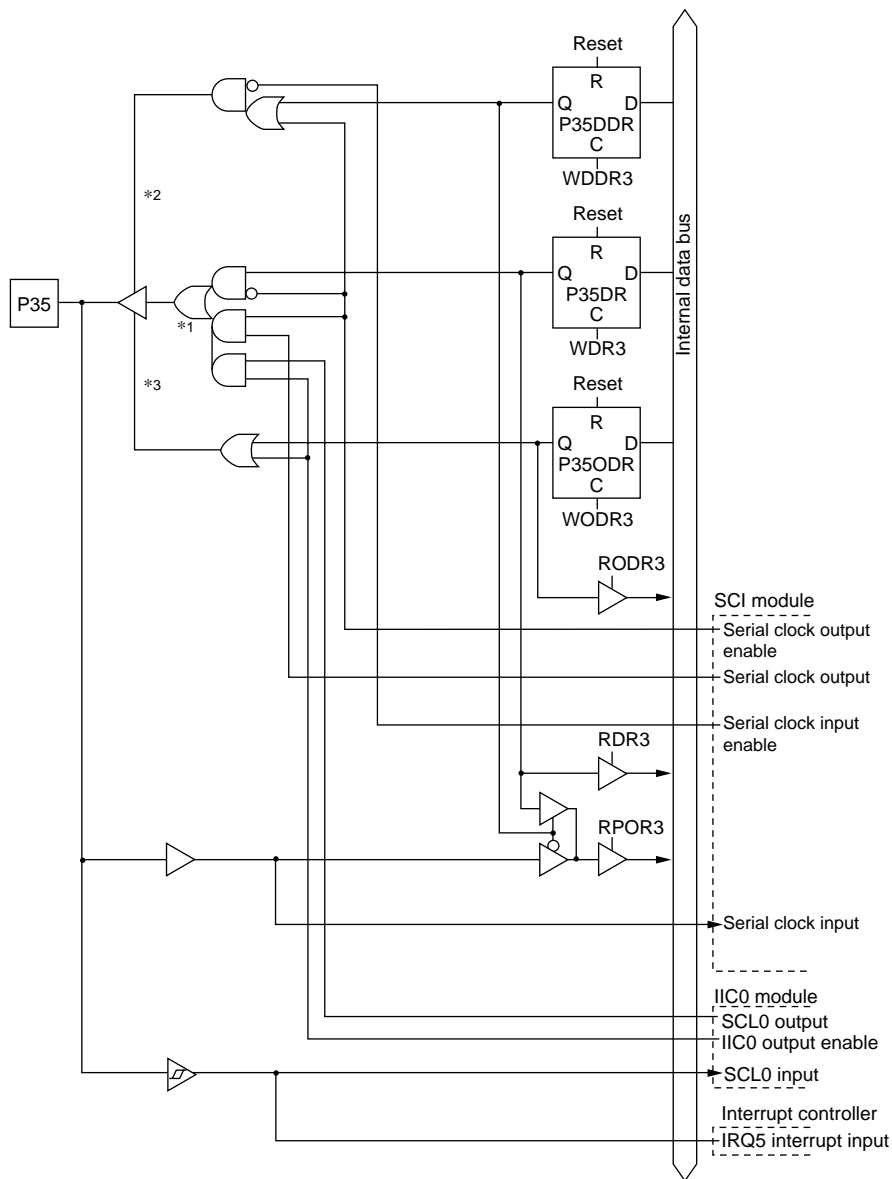 Reset
R
Q
D
P35DDR
C
WDDR3
*2
Reset
R
Q
D
P35DR
C
WDR3
P35
*1
Internal data bus
*3
Reset
R
Q
D
P35ODR
C
WODR3
RODR3
SCI module
Serial clock output
enable
Serial clock output
Serial clock input
enable
RDR3
RPOR3
Serial clock input
IIC0 module
SCL0 output
IIC0 output enable
SCL0 input
Interrupt controller
IRQ5 interrupt input